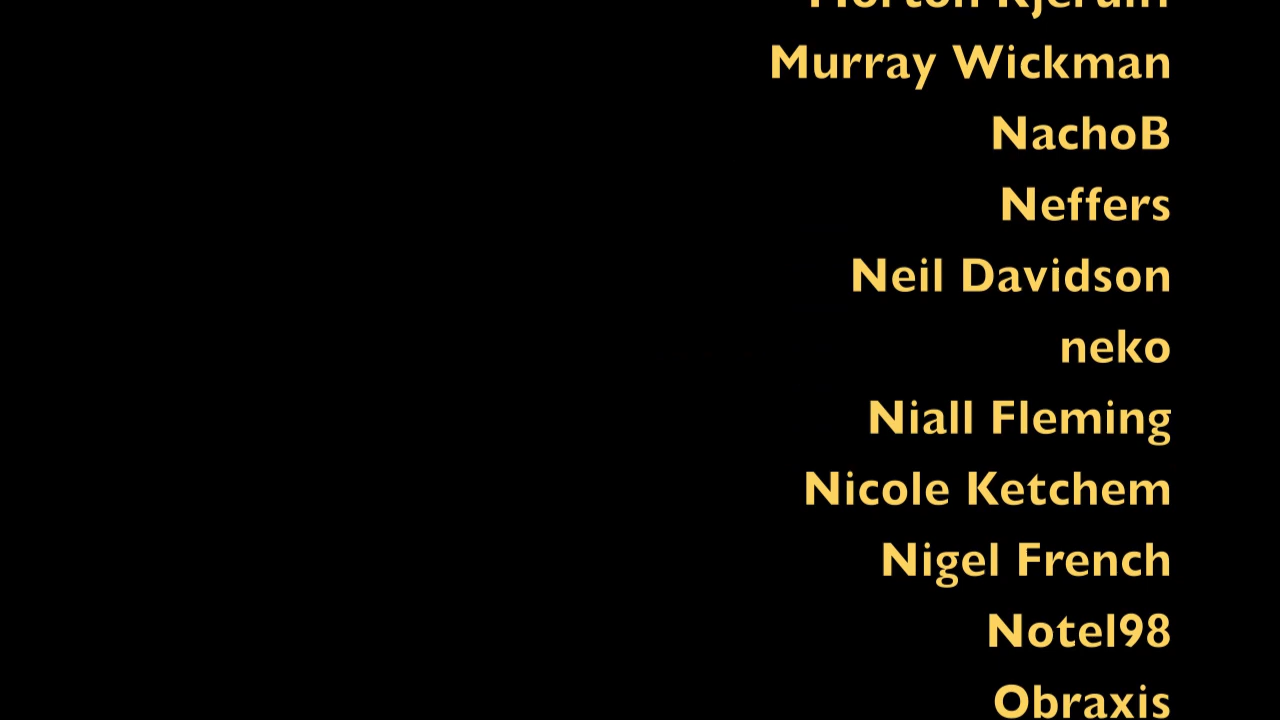 Murray Wickman
NachoB
Neffers
Neil Davidson
neko
Niall Fleming
Nicole Ketchem
Nigel French
Notel98
Obraxis